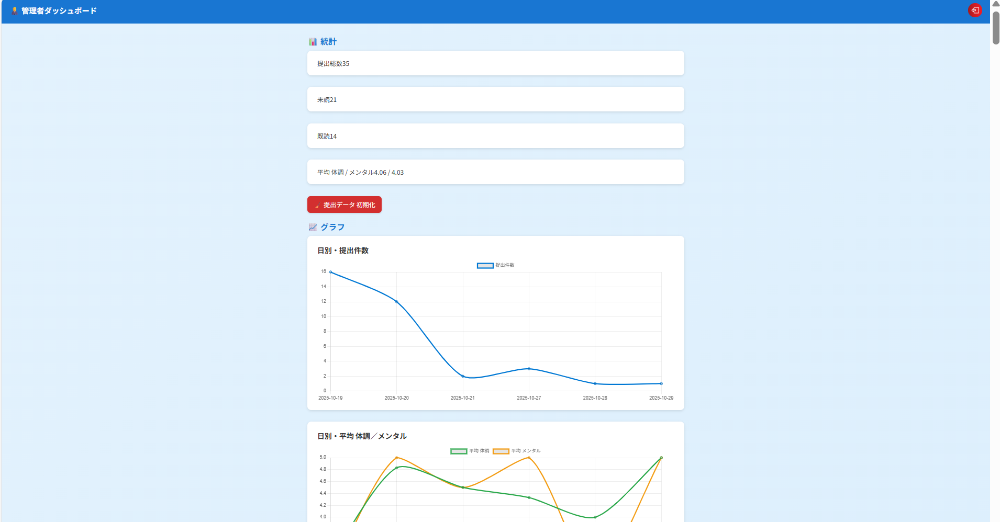 管理者ダッシュボード
統計
提出総数35
未読21
既読14
平均 体調 / メンタル4.06 / 4.03
提出データ 初期化
グラフ
日別・提出件数
提出件数
16
14
12
10
8
6
4
2
0
2025-10-19 2025-10-20 2025-10-21 2025-10-27 2025-10-28 2025-10-29
日別・平均 体調／メンタル
平均 体調 平均 メンタル
5.0
4.8
4.6
4.4
4.2
4.0